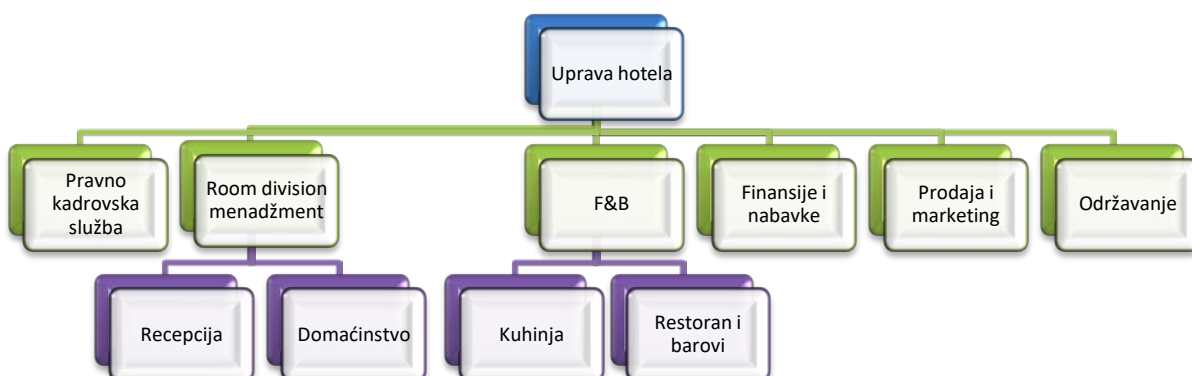 Uprava hotela
Pravno
kadrovska
služba
Room division
menadžment
F&B
Finansije i
nabavke
Prodaja i
marketing
Održavanje
Recepcija
Domaćinstvo
Kuhinja
Restoran i
barovi